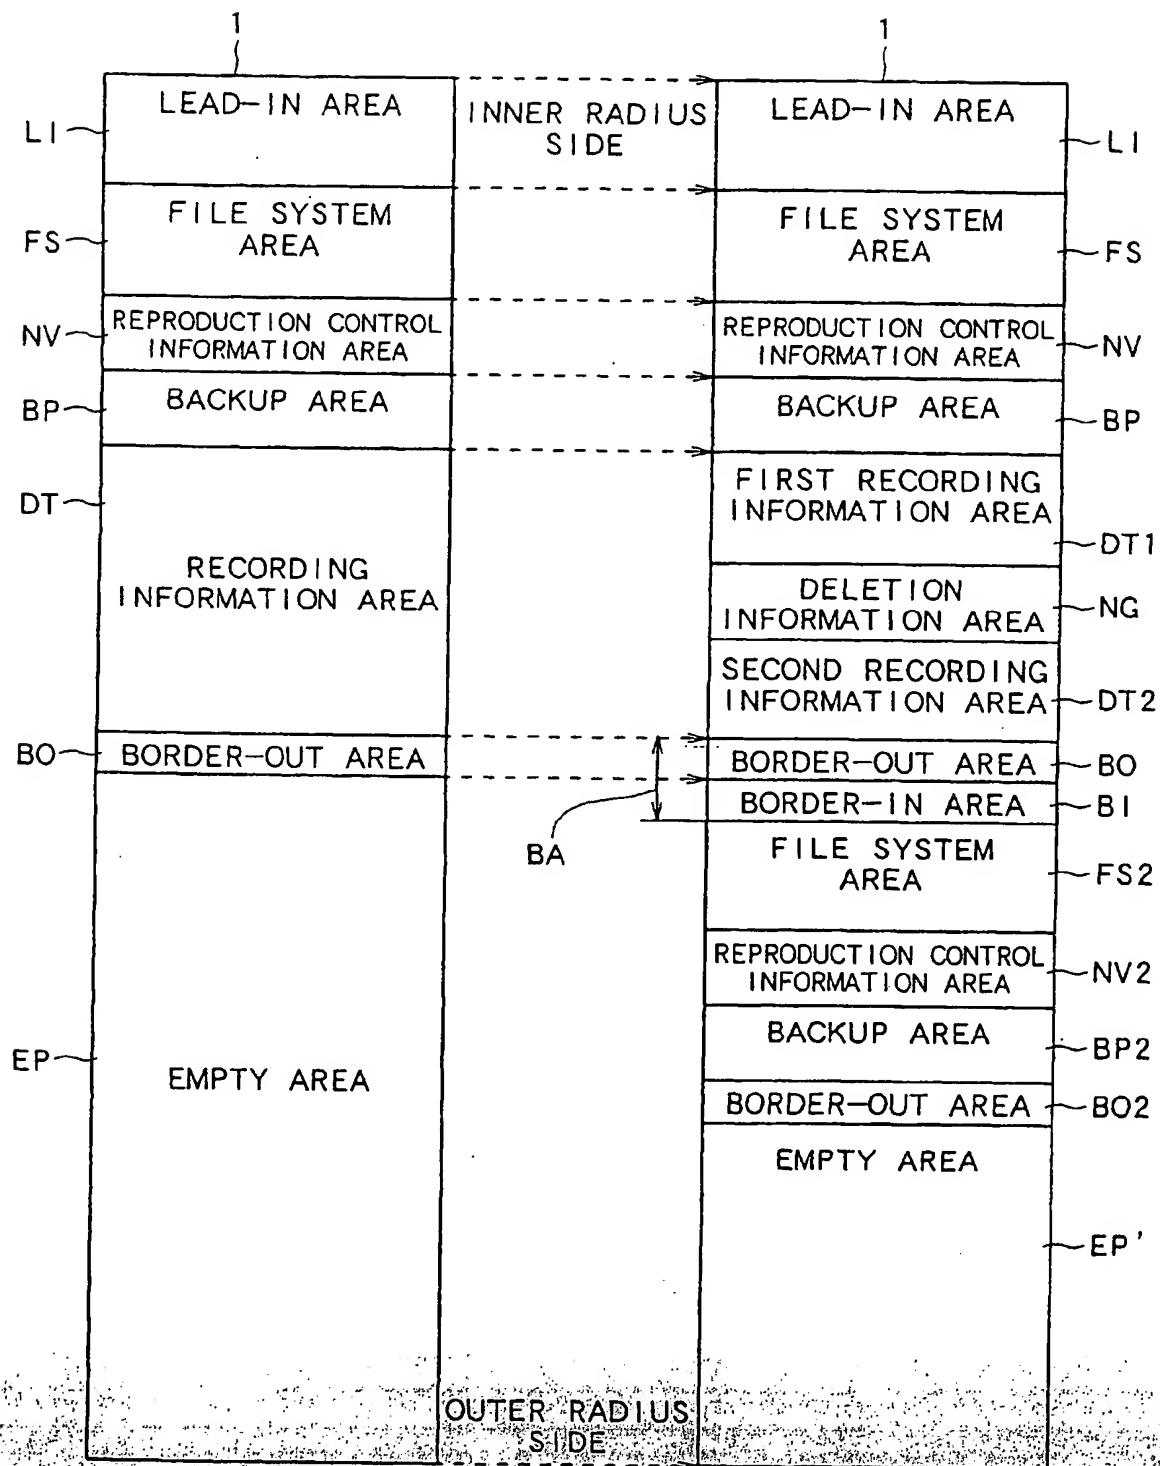 1
LEAD-IN AREA
LI
FILE SYSTEM
AREA
FS
REPRODUCTION CONTROL
INFORMATION AREA
NV
BACKUP AREA
BP
DT
RECORDING
INFORMATION AREA
BO
BORDER-OUT AREA
EP
EMPTY AREA
INNER RADIUS
SIDE
BA
OUTER RADIUS
SIDE
1
LEAD-IN AREA
LI
FILE SYSTEM
AREA
FS
REPRODUCTION CONTROL
INFORMATION AREA
NV
BACKUP AREA
BP
FIRST RECORDING
INFORMATION AREA
DT1
DELETION
INFORMATION AREA
NG
SECOND RECORDING
INFORMATION AREA
DT2
BORDER-OUT AREA
BO
BORDER-IN AREA
BI
FILE SYSTEM
AREA
FS2
REPRODUCTION CONTROL
INFORMATION AREA
NV2
BACKUP AREA
BP2
BORDER-OUT AREA
BO2
EMPTY AREA
EP'